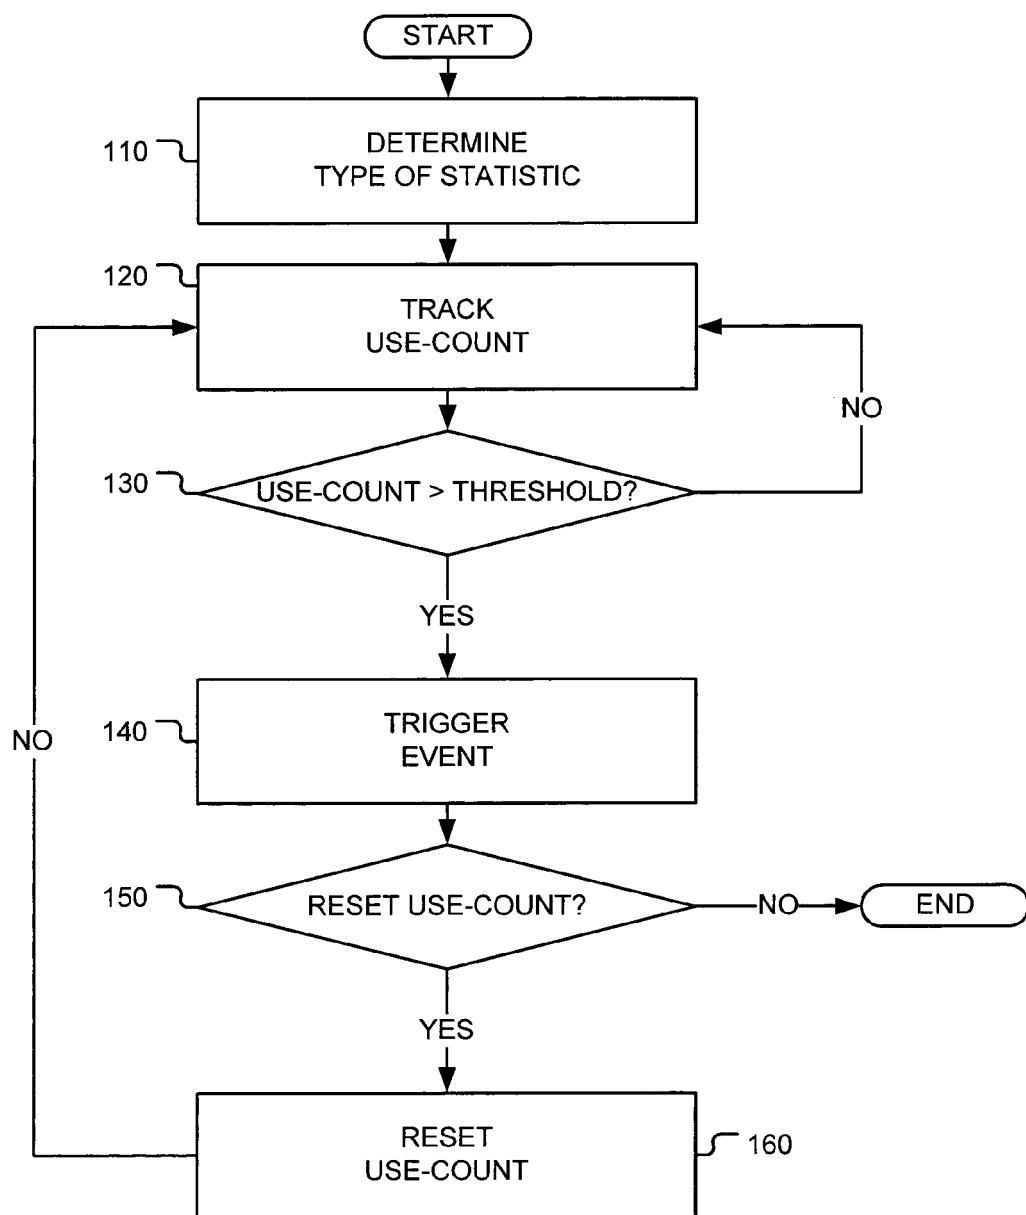 START
110
DETERMINE
TYPE OF STATISTIC
120
TRACK
USE-COUNT
NO
130
USE-COUNT > THRESHOLD?
YES
140
TRIGGER
EVENT
NO
150
RESET USE-COUNT?
NO
END
YES
RESET
USE-COUNT
160